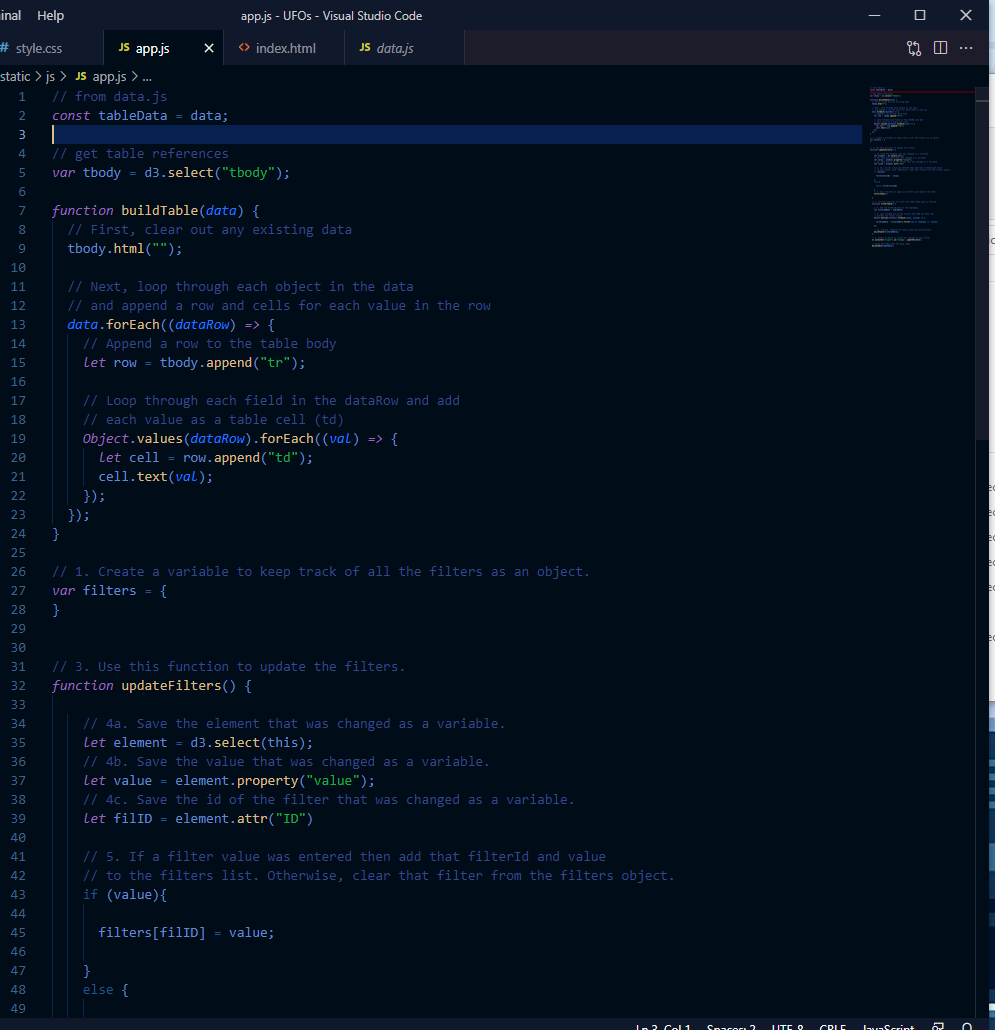 Help
app.js - UFOs - Visual Studio Code
# style.css
JS app.js
<> index.html
JS data.js
static > js > JS app.js > ...
1 // from data.js
2 const tableData = data;
3
4 // get table references
5 var tbody = d3.select("tbody");
6
7 function buildTable(data) {
8 // First, clear out any existing data
9 tbody.html("");
10
11 // Next, loop through each object in the data
12 // and append a row and cells for each value in the row
13 data.forEach((dataRow) => {
14 // Append a row to the table body
15 let row = tbody.append("tr");
16
17 // Loop through each field in the dataRow and add
18 // each value as a table cell (td)
19 Object.values(dataRow).forEach((val) => {
20 let cell = row.append("td");
21 cell.text(val);
22 });
23 });
24 }
25
26 // 1. Create a variable to keep track of all the filters as an object.
27 var filters = {
28 }
29
30
31 // 3. Use this function to update the filters.
32 function updateFilters() {
33
34 // 4a. Save the element that was changed as a variable.
35 let element = d3.select(this);
36 // 4b. Save the value that was changed as a variable.
37 let value = element.property("value");
38 // 4c. Save the id of the filter that was changed as a variable.
39 let filID = element.attr("ID")
40
41 // 5. If a filter value was entered then add that filterId and value
42 // to the filters list. Otherwise, clear that filter from the filters object.
43 if (value){
44
45 filters[filID] = value;
46
47 }
48 else {
49
Ln 3, Col 1 Spaces: 2 UTF-8 CRLF JavaScript